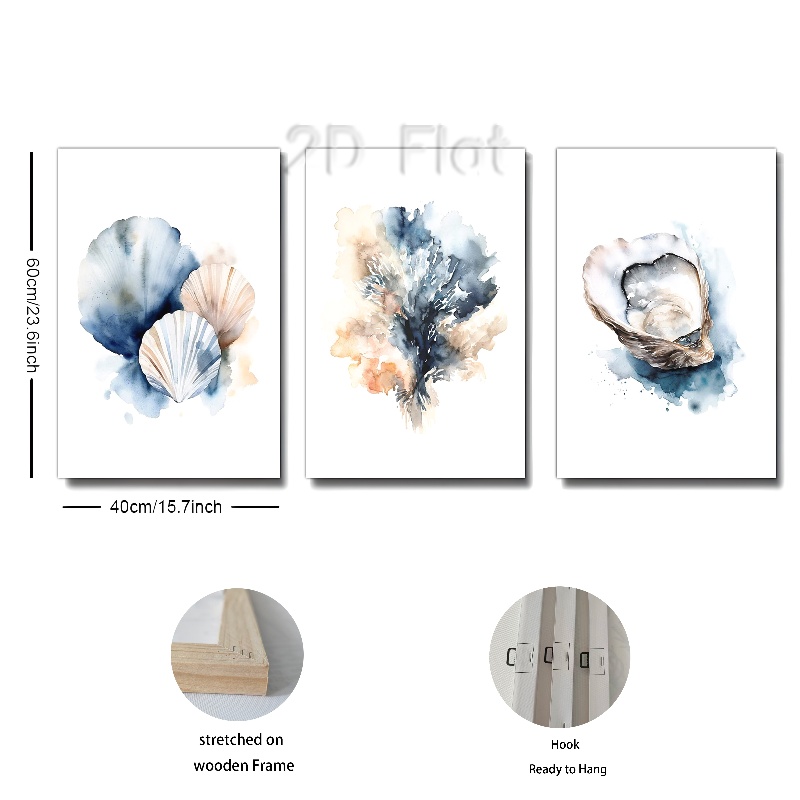 2D Flat
60cm/23.6inch
40cm/15.7inch
stretched on
wooden Frame
Hook
Ready to Hang